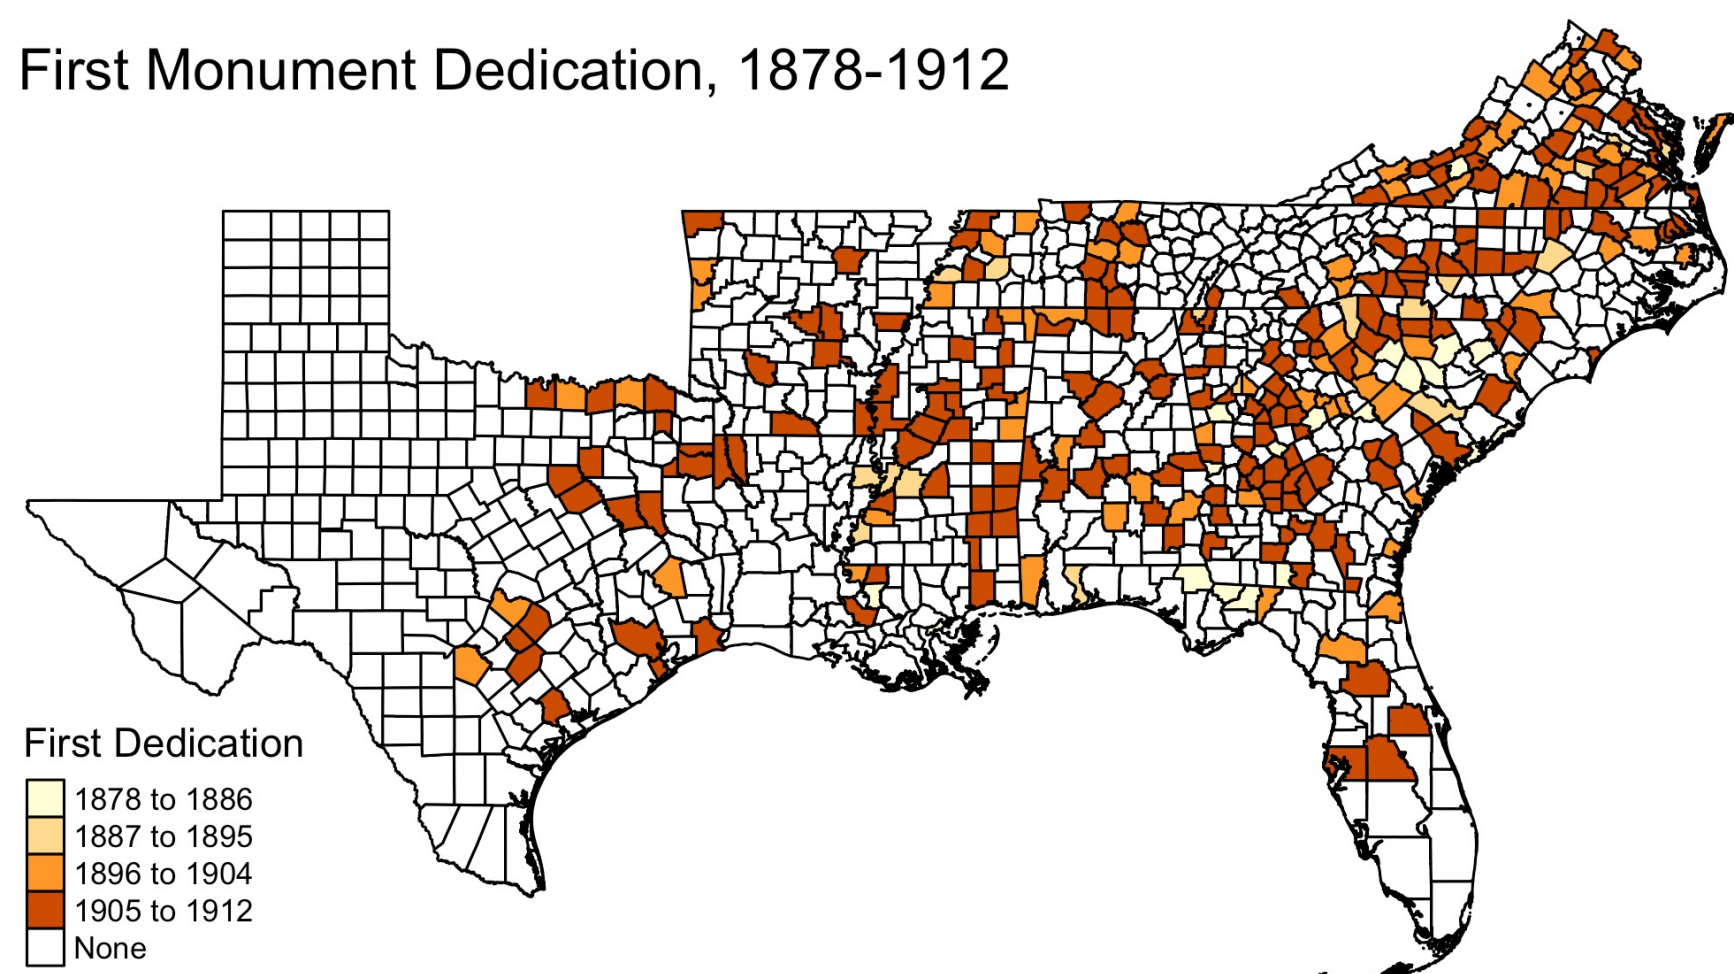 First Monument Dedication, 1878-1912
First Dedication
1878 to 1886
1887 to 1895
1896 to 1904
1905 to 1912
None